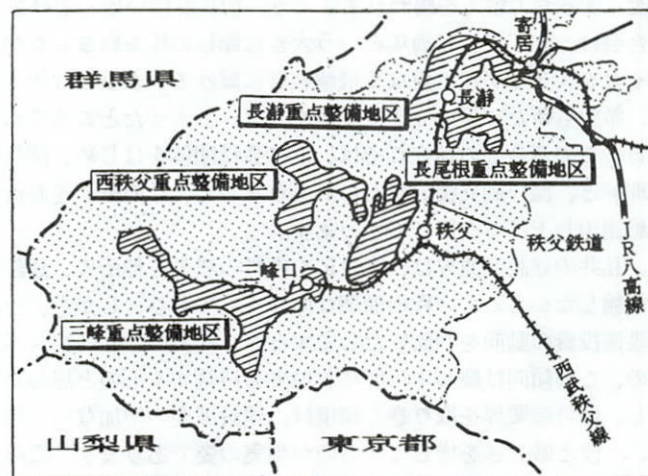 群馬県
寄居
長瀞
長瀞重点整備地区
長尾根重点整備地区
西秩父重点整備地区
秩父
秩父鉄道
JR八高線
三峰口
三峰重点整備地区
西武秩父線
山梨県
東京都